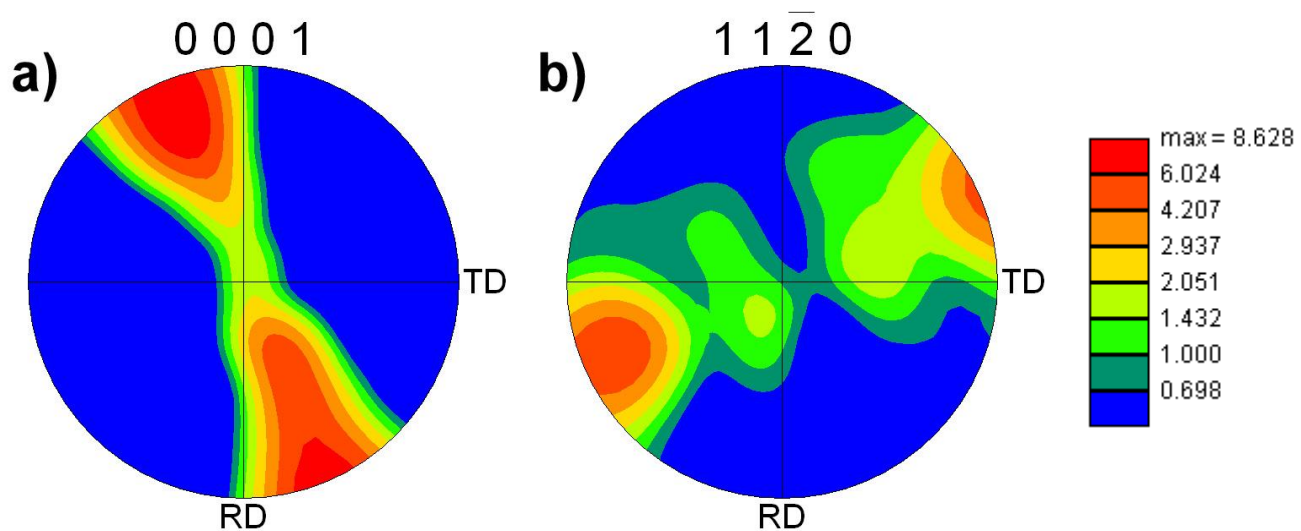 a)
0 0 0 1
TD
RD
b)
1 1 2̅ 0
TD
RD
max = 8.628
6.024
4.207
2.937
2.051
1.432
1.000
0.698